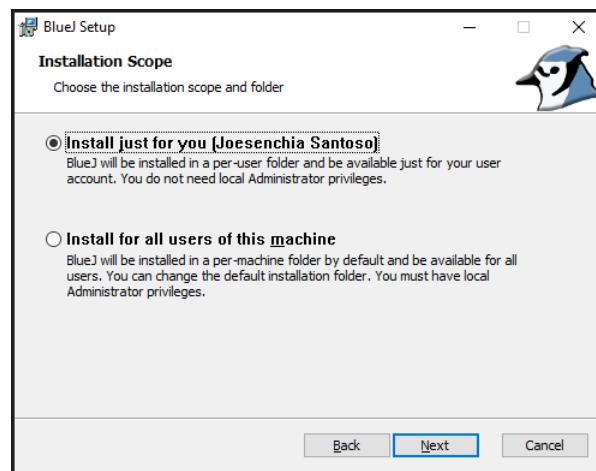 BlueJ Setup
Installation Scope
Choose the installation scope and folder
Install just for you (Joesenchia Santoso)
BlueJ will be installed in a per-user folder and be available just for your user
account. You do not need local Administrator privileges.
Install for all users of this machine
BlueJ will be installed in a per-machine folder by default and be available for all
users. You can change the default installation folder. You must have local
Administrator privileges.
Back Next Cancel